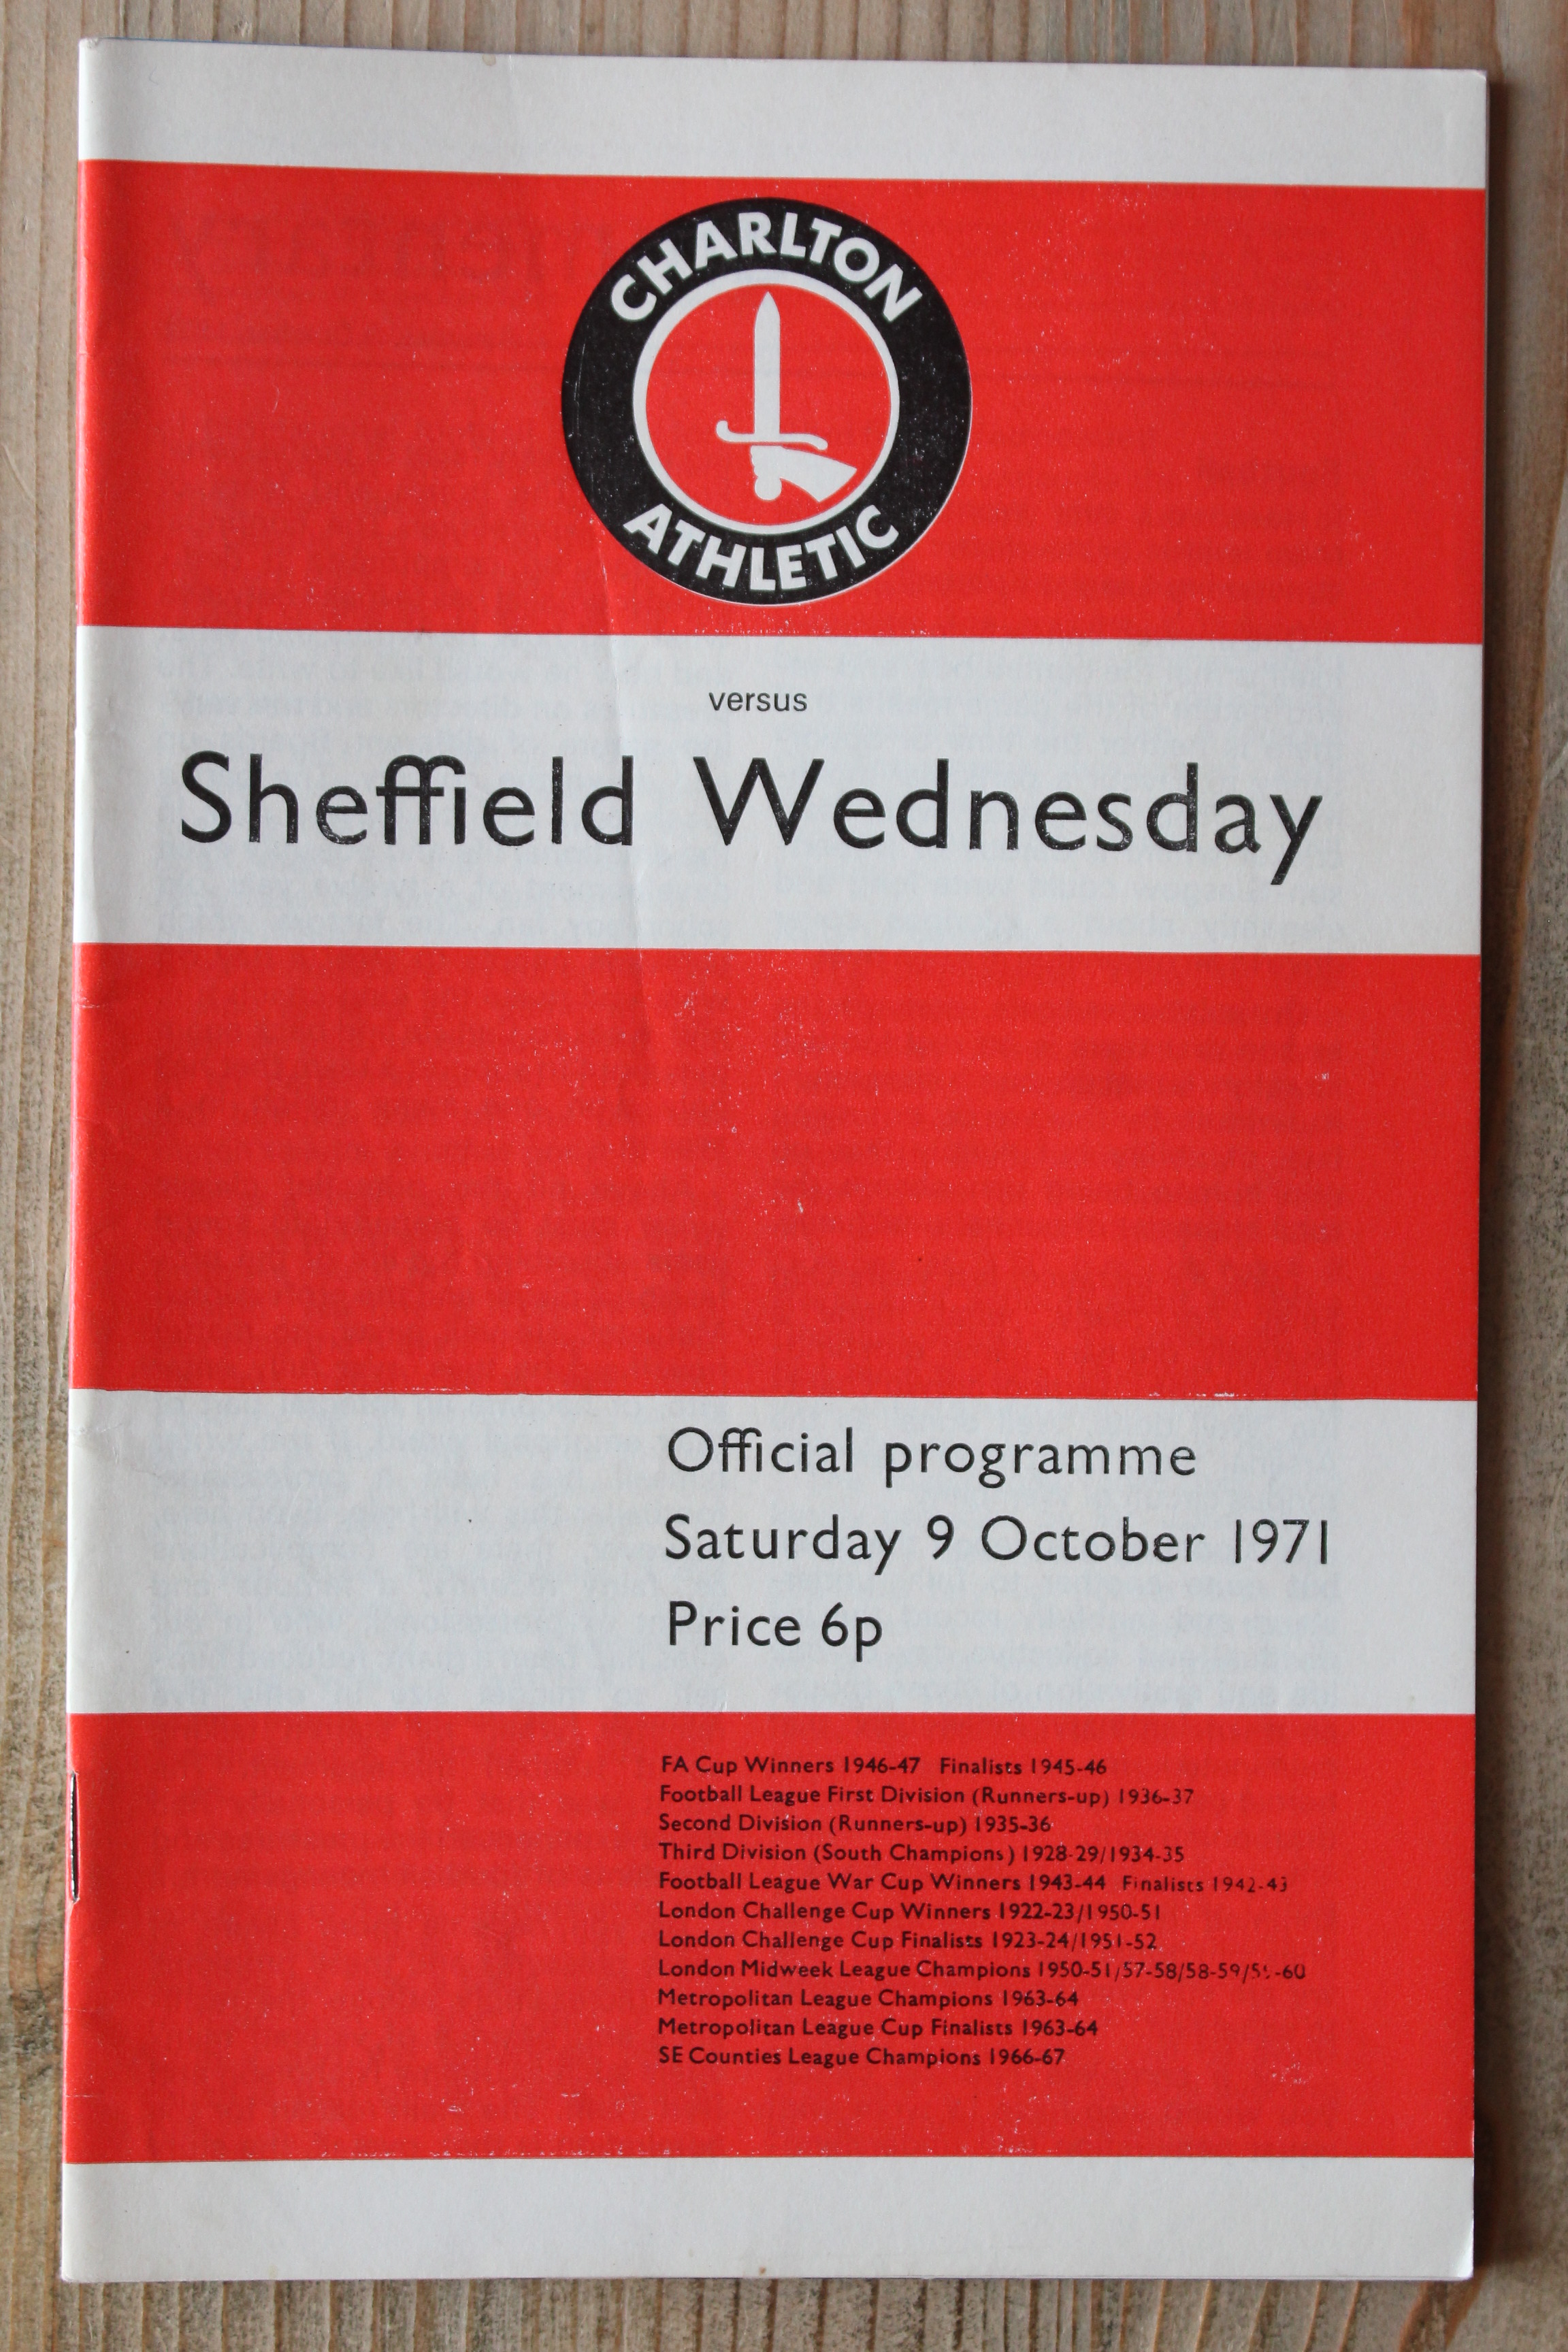 CHARLTON
ATHLETIC
versus
Sheffield Wednesday
Official programme
Saturday 9 October 1971
Price 6p
FA Cup Winners 1946-47 Finalists 1945-46
Football League First Division (Runners-up) 1936-37
Second Division (Runners-up) 1935-36
Third Division (South Champions) 1928-29/1934-35
Football League War Cup Winners 1943-44 Finalists 1942-43
London Challenge Cup Winners 1922-23/1950-51
London Challenge Cup Finalists 1923-24/1951-52
London Midweek League Champions 1950-51/57-58/58-59/59-60
Metropolitan League Champions 1963-64
Metropolitan League Cup Finalists 1963-64
SE Counties League Champions 1966-67